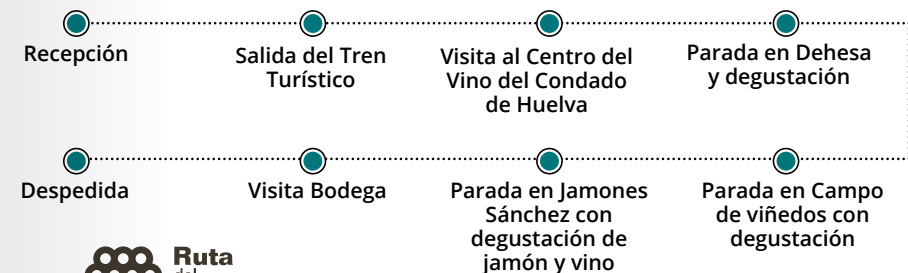 Recepción
Salida del Tren
Turístico
Visita al Centro del
Vino del Condado
de Huelva
Parada en Dehesa
y degustación
Despedida
Visita Bodega
Parada en Jamones
Sánchez con
degustación de
jamón y vino
Parada en Campo
de viñedos con
degustación
Ruta
del